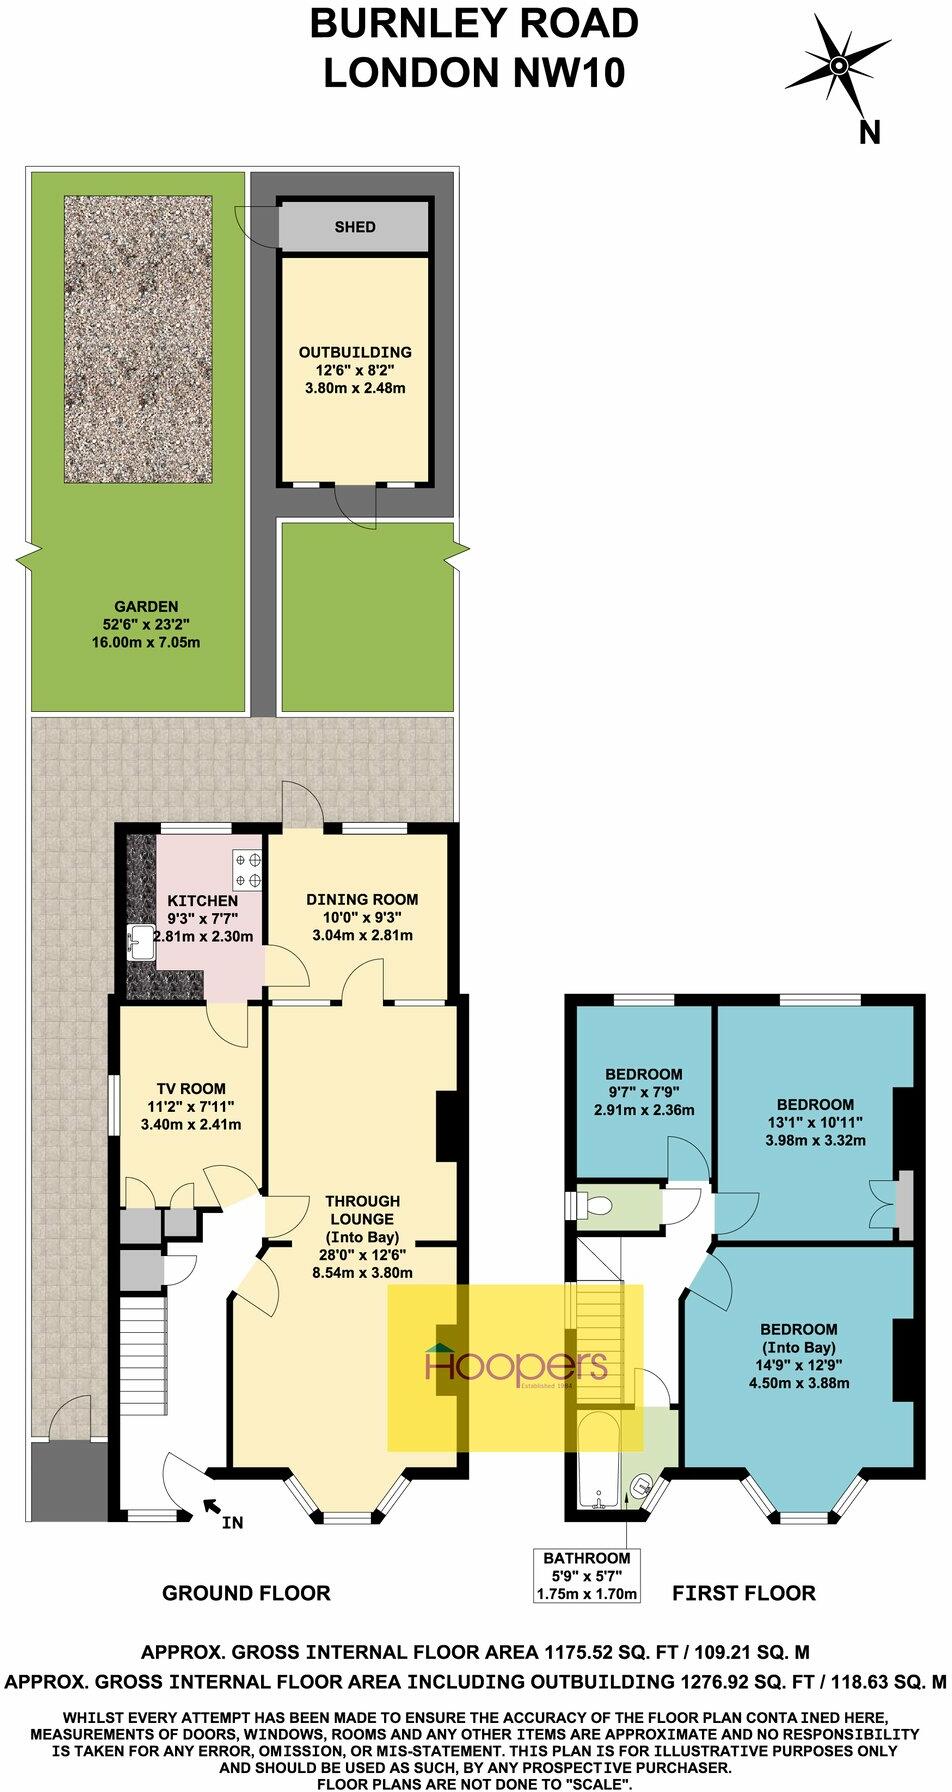 BURNLEY ROAD
LONDON NW10
N
SHED
OUTBUILDING
12'6" x 8'2"
3.80m x 2.48m
GARDEN
52'6" x 23'2"
16.00m x 7.05m
KITCHEN
9'3" x 7'7"
2.81m x 2.30m
DINING ROOM
10'0" x 9'3"
3.04m x 2.81m
TV ROOM
11'2" x 7'11"
3.40m x 2.41m
THROUGH
LOUNGE
(Into Bay)
28'0" x 12'6"
8.54m x 3.80m
BEDROOM
9'7" x 7'9"
2.91m x 2.36m
BEDROOM
13'1" x 10'11"
3.98m x 3.32m
BEDROOM
(Into Bay)
14'9" x 12'9"
4.50m x 3.88m
Hoopers
Established 1984
IN
BATHROOM
5'9" x 5'7"
1.75m x 1.70m
GROUND FLOOR
FIRST FLOOR
APPROX. GROSS INTERNAL FLOOR AREA 1175.52 SQ. FT / 109.21 SQ. M
APPROX. GROSS INTERNAL FLOOR AREA INCLUDING OUTBUILDING 1276.92 SQ. FT / 118.63 SQ. M
WHILST EVERY ATTEMPT HAS BEEN MADE TO ENSURE THE ACCURACY OF THE FLOOR PLAN CONTA INED HERE,
MEASUREMENTS OF DOORS, WINDOWS, ROOMS AND ANY OTHER ITEMS ARE APPROXIMATE AND NO RESPONSIBILITY
IS TAKEN FOR ANY ERROR, OMISSION, OR MIS-STATEMENT. THIS PLAN IS FOR ILLUSTRATIVE PURPOSES ONLY
AND SHOULD BE USED AS SUCH, BY ANY PROSPECTIVE PURCHASER.
FLOOR PLANS ARE NOT DONE TO "SCALE".